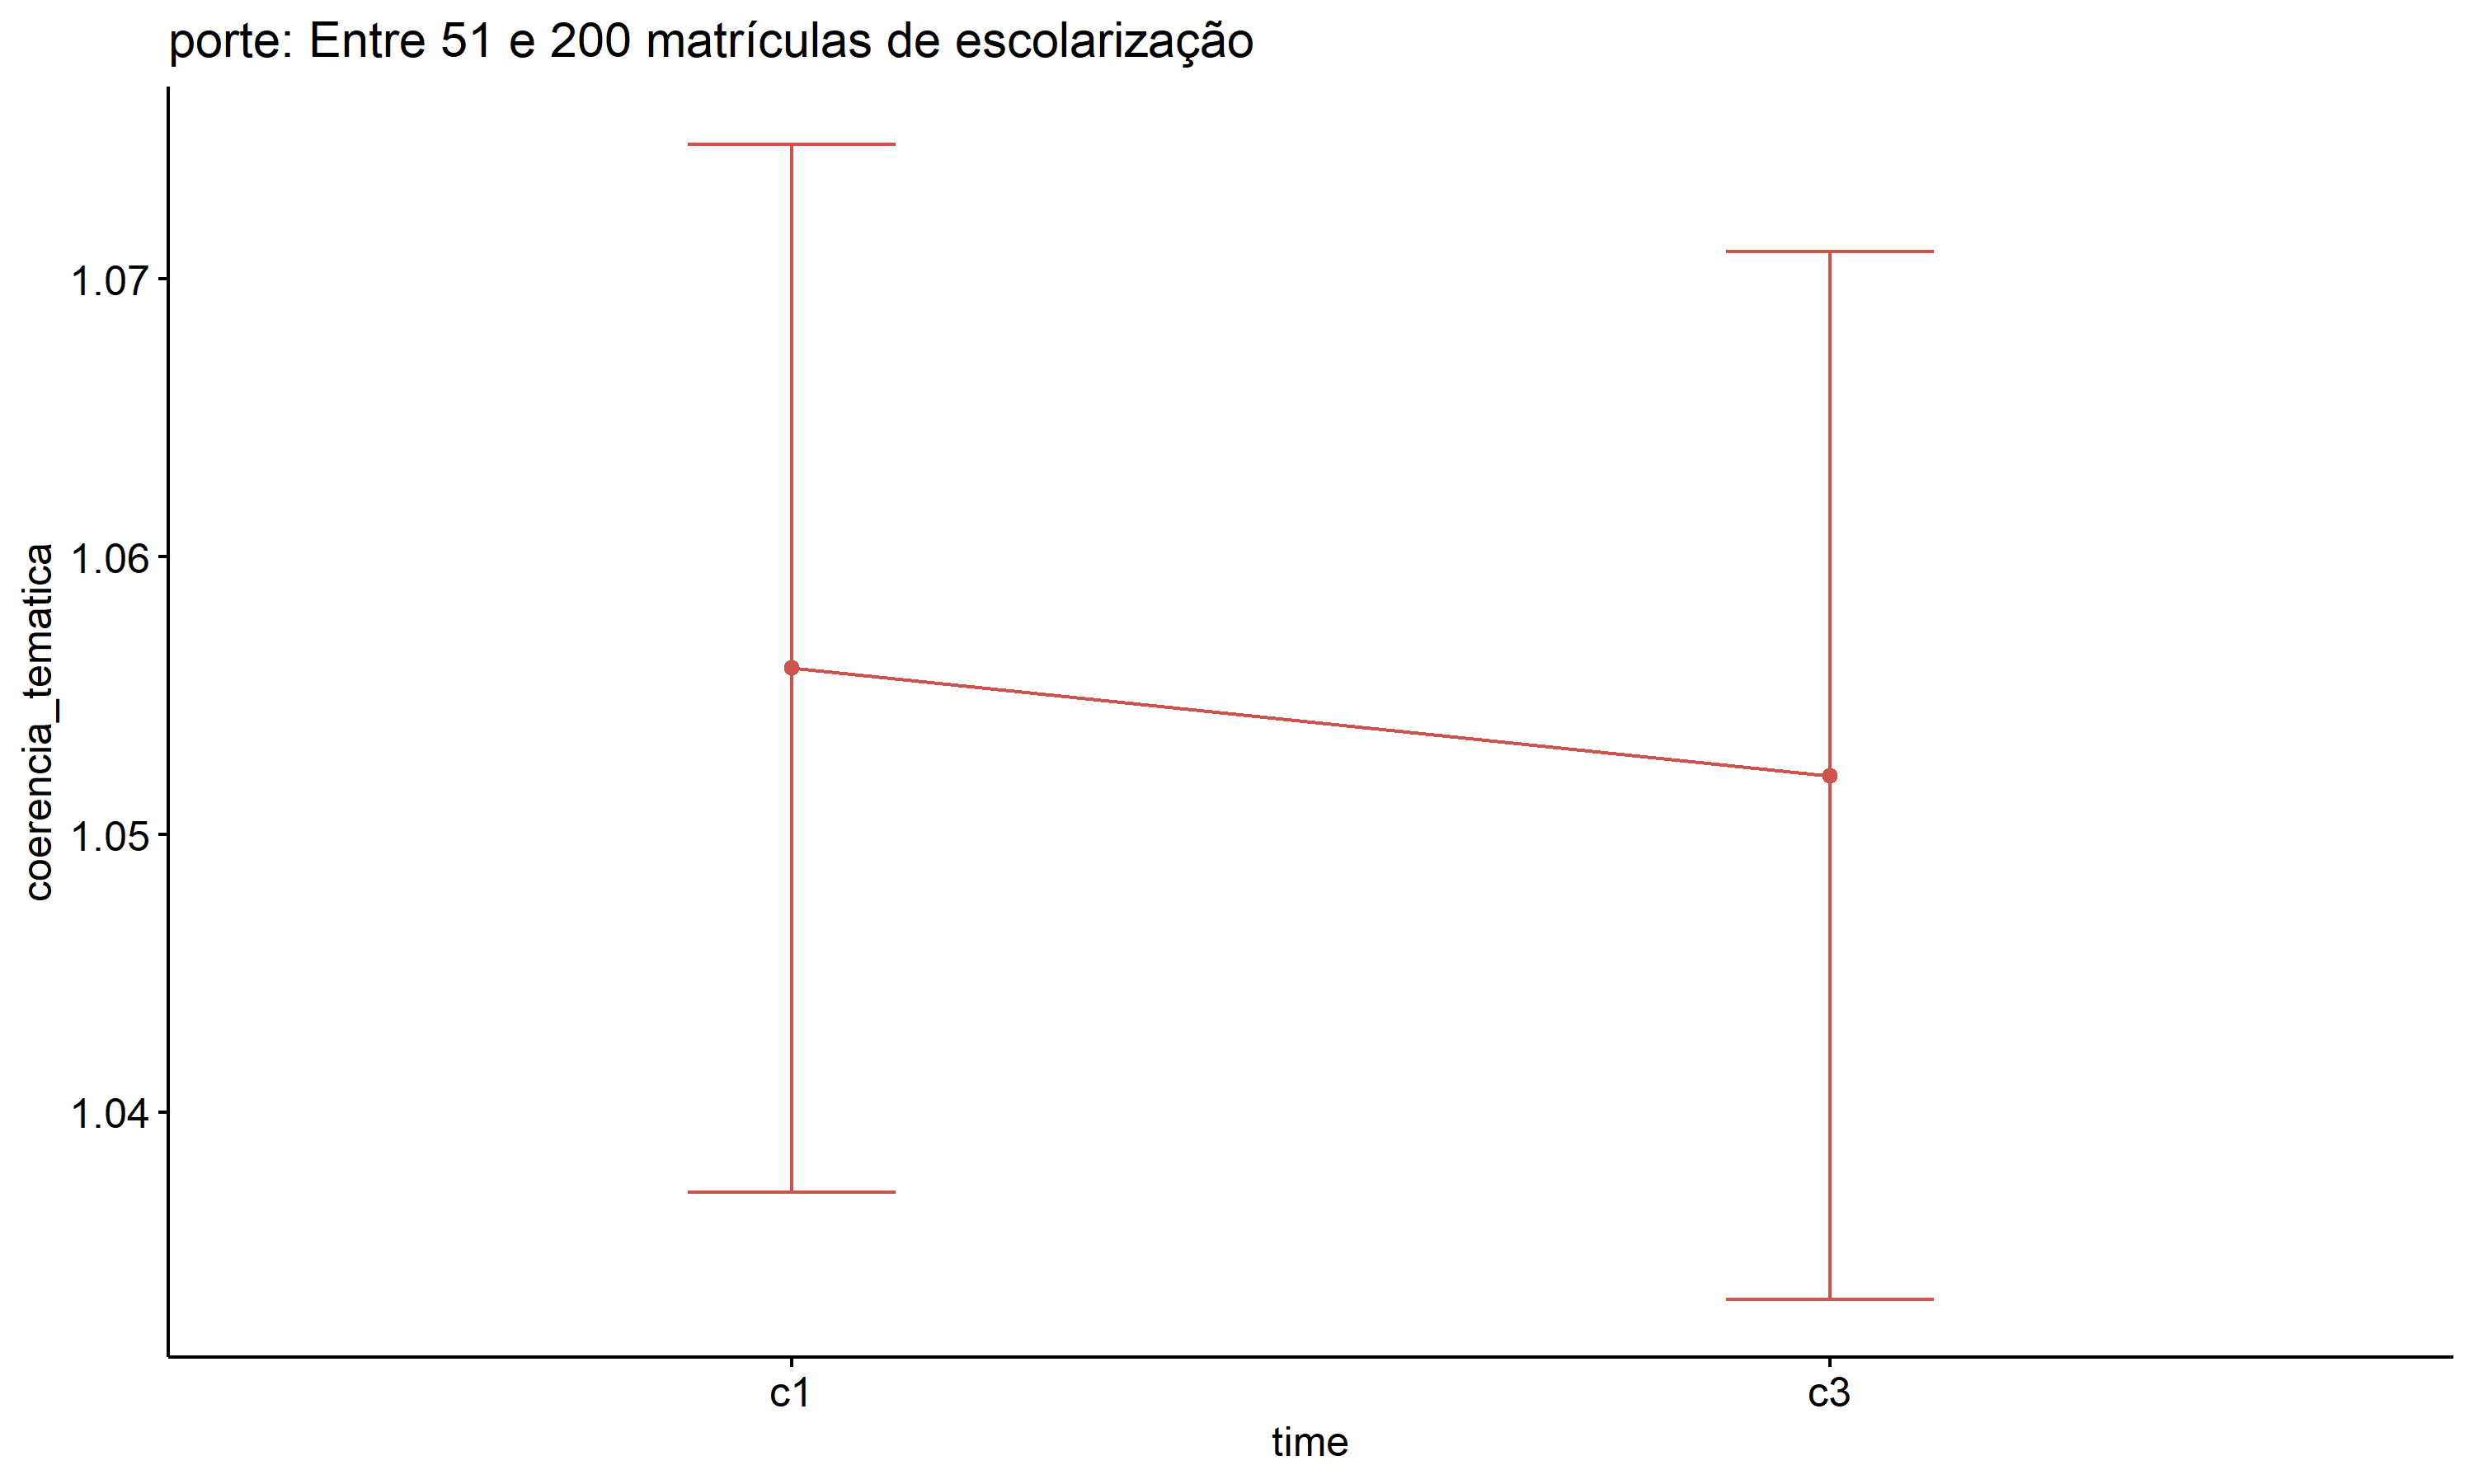 porte: Entre 51 e 200 matrículas de escolarização
coerencia_tematica
1.07
1.06
1.05
1.04
c1
c3
time